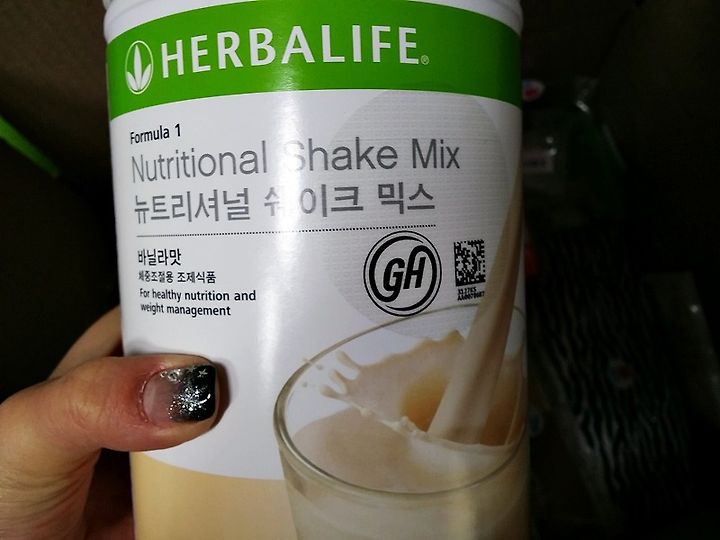 HERBALIFE®
Formula 1
Nutritional Shake Mix
뉴트리셔널 쉐이크 믹스
바닐라맛
체중조절용 조제식품
For healthy nutrition and
weight management
GH